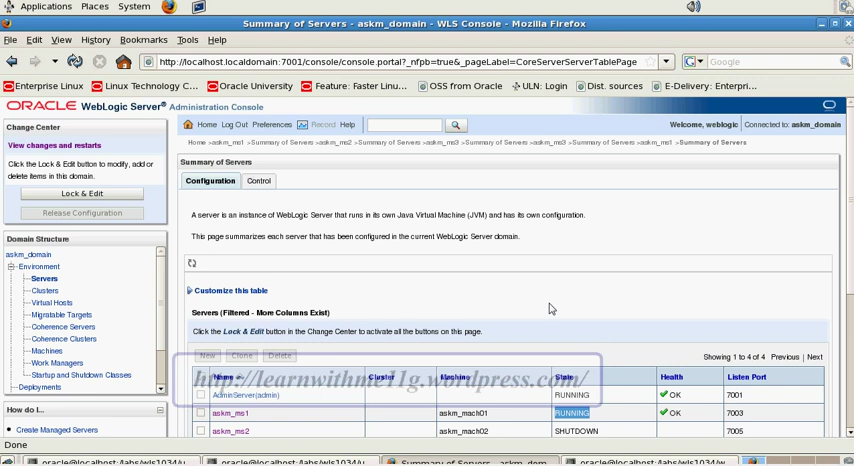 Applications Places System
Summary of Servers - askm_domain - WLS Console - Mozilla Firefox
File Edit View History Bookmarks Tools Help
http://localhost.localdomain:7001/console/console.portal?_nfpb=true&_pageLabel=CoreServerServerTablePage
Google
Enterprise Linux Linux Technology C... Oracle University Feature: Faster Linu... OSS from Oracle ULN: Login Dist. sources E-Delivery: Enterpri...
ORACLE WebLogic Server® Administration Console
Change Center
View changes and restarts
Click the Lock & Edit button to modify, add or
delete items in this domain.
Lock & Edit
Release Configuration
Domain Structure
askm_domain
Environment
Servers
Clusters
Virtual Hosts
Migratable Targets
Coherence Servers
Coherence Clusters
Machines
Work Managers
Startup and Shutdown Classes
Deployments
How do I...
Create Managed Servers
Home Log Out Preferences Record Help
Welcome, weblogic Connected to: askm_domain
Home >askm_ms1 >Summary of Servers >askm_ms2 >Summary of Servers >askm_ms3 >Summary of Servers >askm_ms3 >Summary of Servers >askm_ms1 >Summary of Servers
Summary of Servers
Configuration Control
A server is an instance of WebLogic Server that runs in its own Java Virtual Machine (JVM) and has its own configuration.
This page summarizes each server that has been configured in the current WebLogic Server domain.
Customize this table
Servers (Filtered - More Columns Exist)
Click the Lock & Edit button in the Change Center to activate all the buttons on this page.
New Clone Delete
Showing 1 to 4 of 4 Previous Next
Name Cluster Machine State Health Listen Port
http://learnwithme11g.wordpress.com/
AdminServer(admin) RUNNING OK 7001
askm_ms1 askm_mach01 RUNNING OK 7003
askm_ms2 askm_mach02 SHUTDOWN 7005
Done
Summary of Servers - askm_dom...